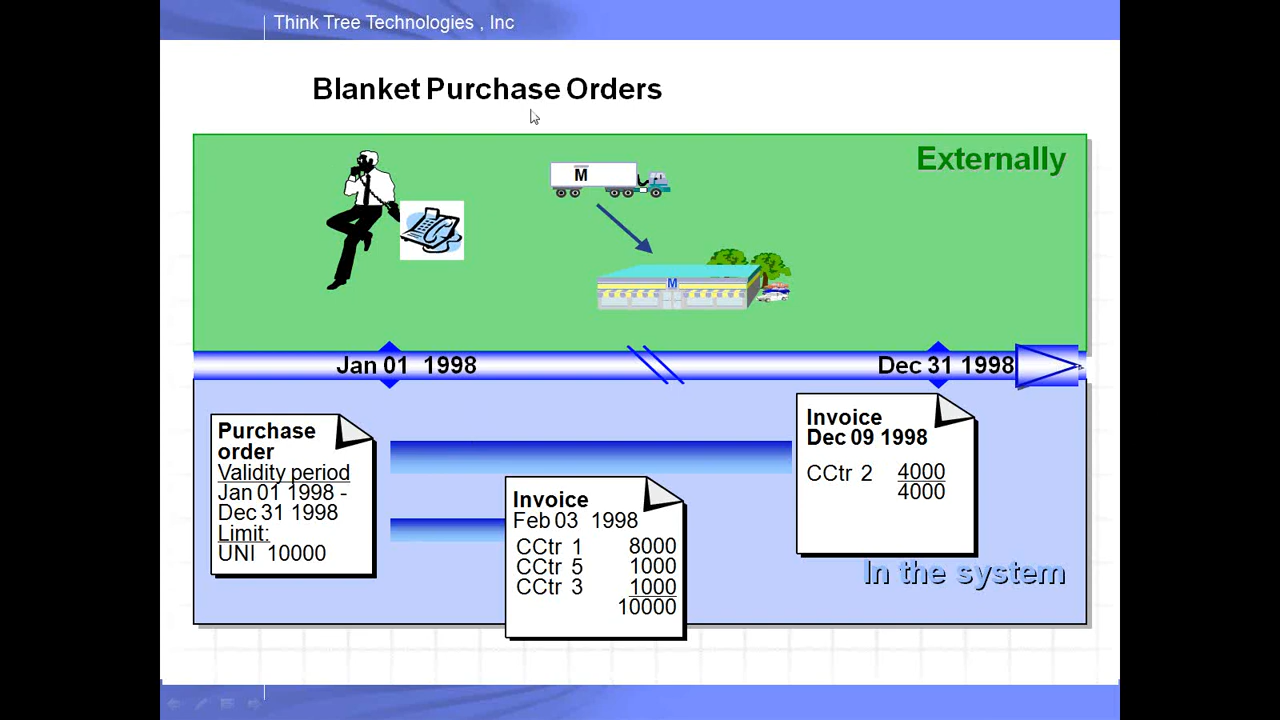 Think Tree Technologies , Inc
Blanket Purchase Orders
Externally
M
M
Jan 01 1998
Dec 31 1998
Purchase
order
Validity period
Jan 01 1998 -
Dec 31 1998
Limit:
UNI 10000
Invoice
Feb 03 1998
CCtr 1 8000
CCtr 5 1000
CCtr 3 1000
10000
Invoice
Dec 09 1998
CCtr 2 4000
4000
In the system